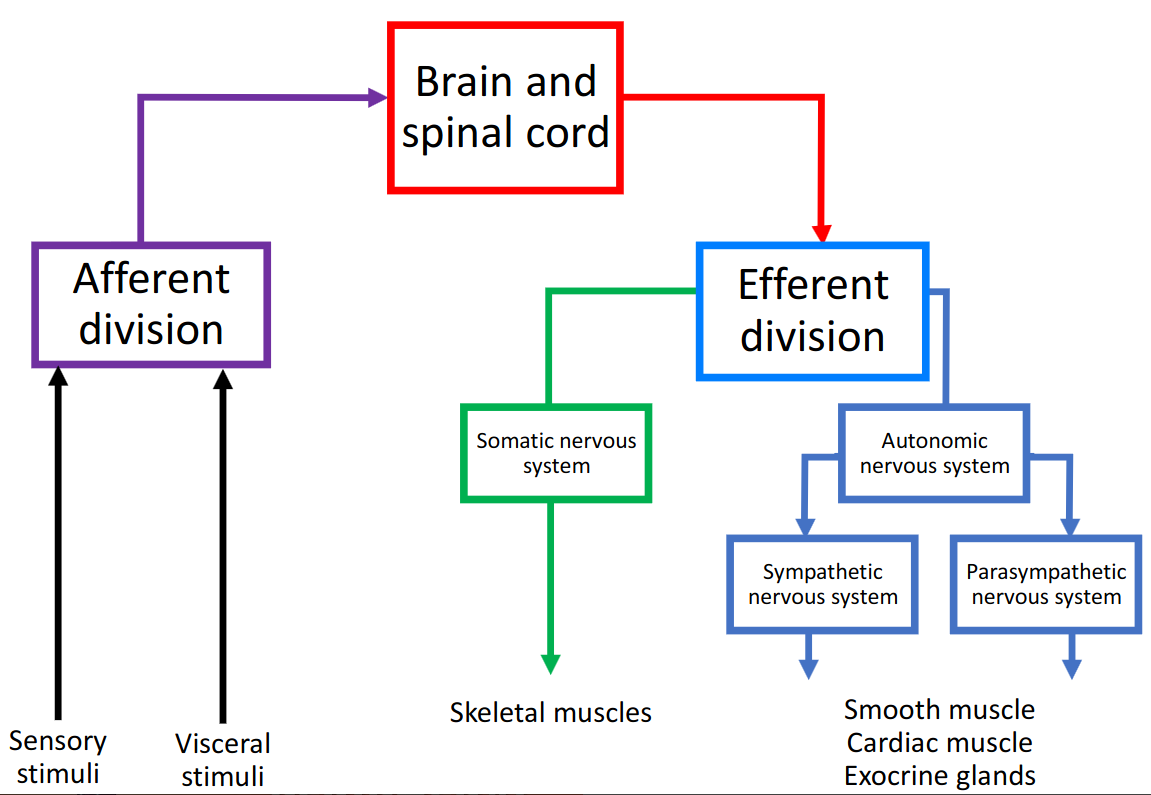 Brain and
spinal cord
Afferent
division
Efferent
division
Somatic nervous
system
Autonomic
nervous system
Sympathetic
nervous system
Parasympathetic
nervous system
Skeletal muscles
Smooth muscle
Cardiac muscle
Exocrine glands
Sensory
stimuli
Visceral
stimuli